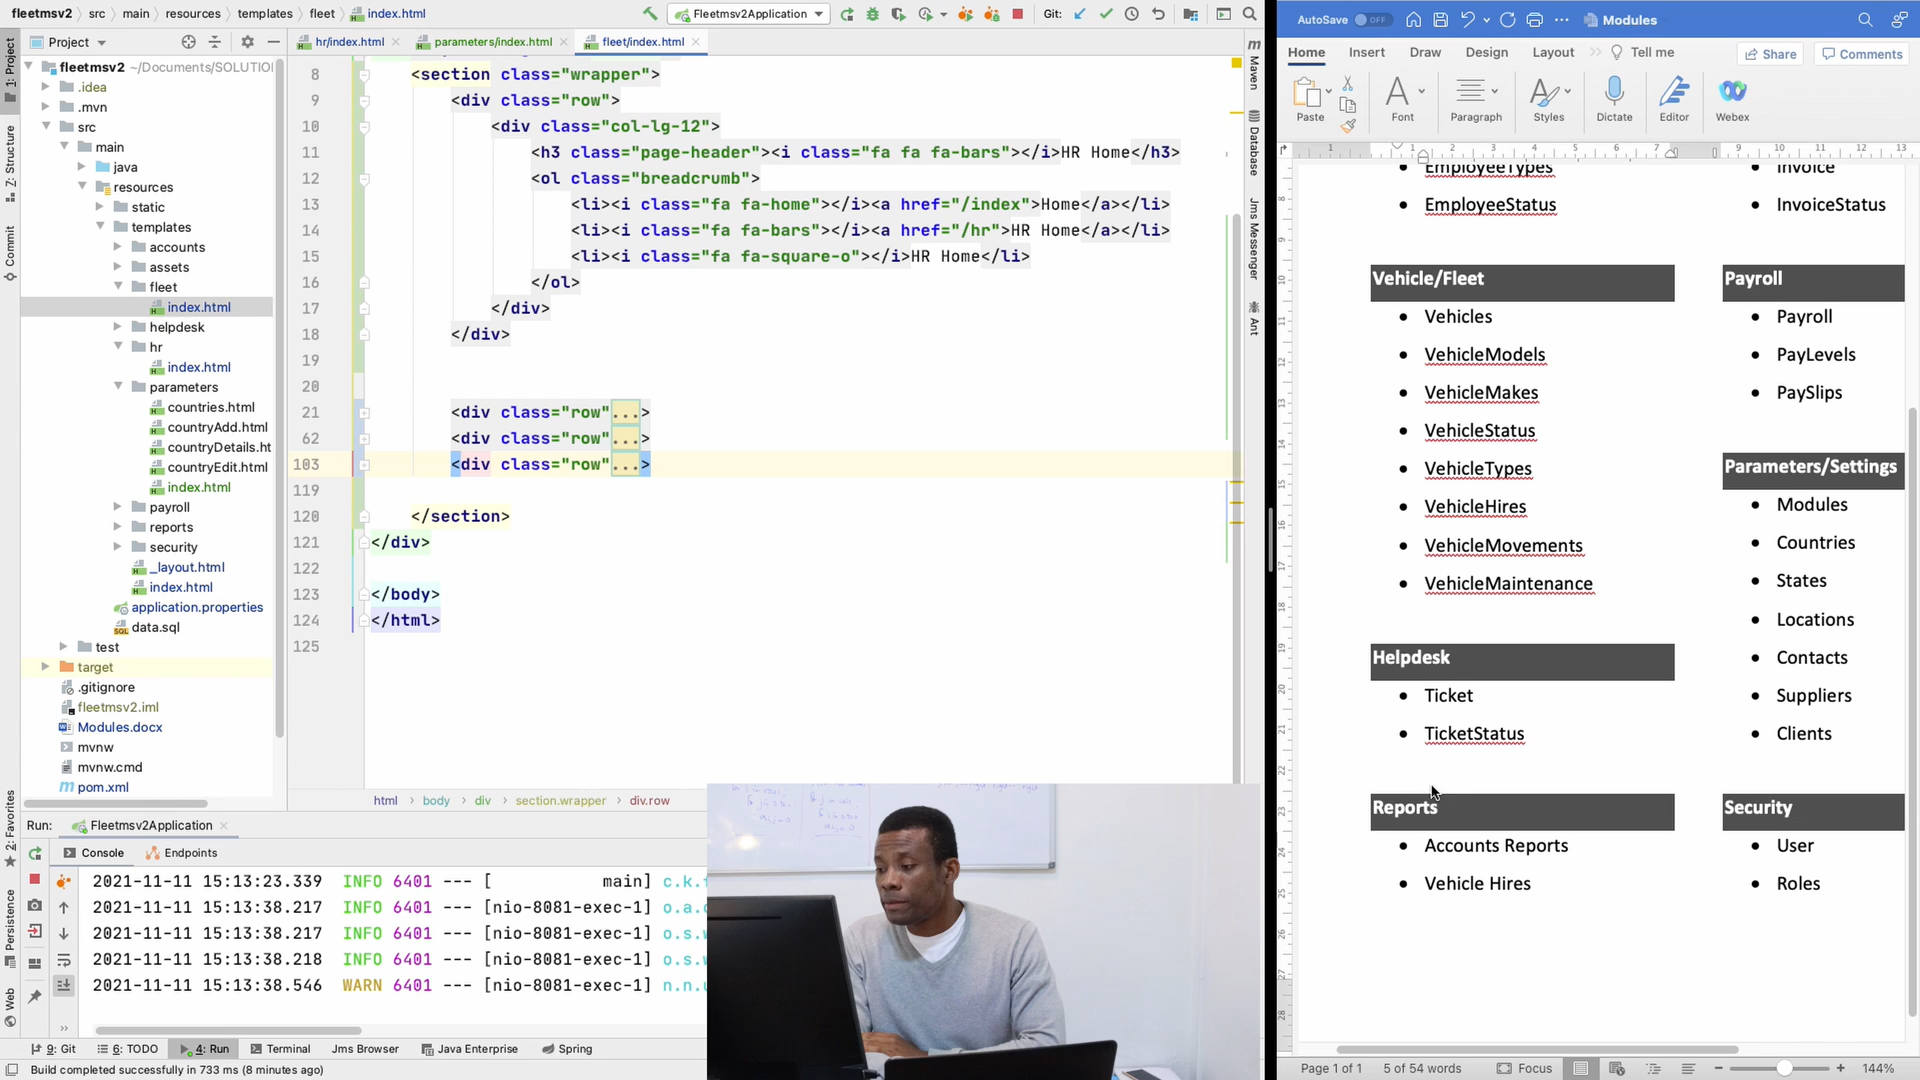 fleetmsv2 › src › main › resources › templates › fleet › index.html
Fleetmsv2Application
Git:
AutoSave OFF
Modules
Project
hr/index.html
parameters/index.html
fleet/index.html
Home Insert Draw Design Layout Tell me
Share Comments
Paste Font Paragraph Styles Dictate Editor Webex
1: Project
Z: Structure
Commit
2: Favorites
Persistence
Web
fleetmsv2 ~/Documents/SOLUTIO
.idea
.mvn
src
main
java
resources
static
templates
accounts
assets
fleet
index.html
helpdesk
hr
index.html
parameters
countries.html
countryAdd.html
countryDetails.ht
countryEdit.html
index.html
payroll
reports
security
_layout.html
index.html
application.properties
data.sql
test
target
.gitignore
fleetmsv2.iml
Modules.docx
mvnw
mvnw.cmd
pom.xml
8 <section class="wrapper">
9 <div class="row">
10 <div class="col-lg-12">
11 <h3 class="page-header"><i class="fa fa fa-bars"></i>HR Home</h3>
12 <ol class="breadcrumb">
13 <li><i class="fa fa-home"></i><a href="/index">Home</a></li>
14 <li><i class="fa fa-bars"></i><a href="/hr">HR Home</a></li>
15 <li><i class="fa fa-square-o"></i>HR Home</li>
16 </ol>
17 </div>
18 </div>
19
20
21 <div class="row"...>
62 <div class="row"...>
103 <div class="row"...>
119
120 </section>
121 </div>
122
123 </body>
124 </html>
125
html › body › div › section.wrapper › div.row
Maven
Database
Jms Messenger
Ant
EmployeeTypes
EmployeeStatus
Vehicle/Fleet
Vehicles
VehicleModels
VehicleMakes
VehicleStatus
VehicleTypes
VehicleHires
VehicleMovements
VehicleMaintenance
Helpdesk
Ticket
TicketStatus
Reports
Accounts Reports
Vehicle Hires
Invoice
InvoiceStatus
Payroll
Payroll
PayLevels
PaySlips
Parameters/Settings
Modules
Countries
States
Locations
Contacts
Suppliers
Clients
Security
User
Roles
Run: Fleetmsv2Application
Console Endpoints
2021-11-11 15:13:23.339 INFO 6401 --- [ main] c.k.f
2021-11-11 15:13:38.217 INFO 6401 --- [nio-8081-exec-1] o.a.c
2021-11-11 15:13:38.217 INFO 6401 --- [nio-8081-exec-1] o.s.w
2021-11-11 15:13:38.218 INFO 6401 --- [nio-8081-exec-1] o.s.w
2021-11-11 15:13:38.546 WARN 6401 --- [nio-8081-exec-1] n.n.u
9: Git 6: TODO 4: Run Terminal Jms Browser Java Enterprise Spring
Build completed successfully in 733 ms (8 minutes ago)
Page 1 of 1 5 of 54 words Focus 144%